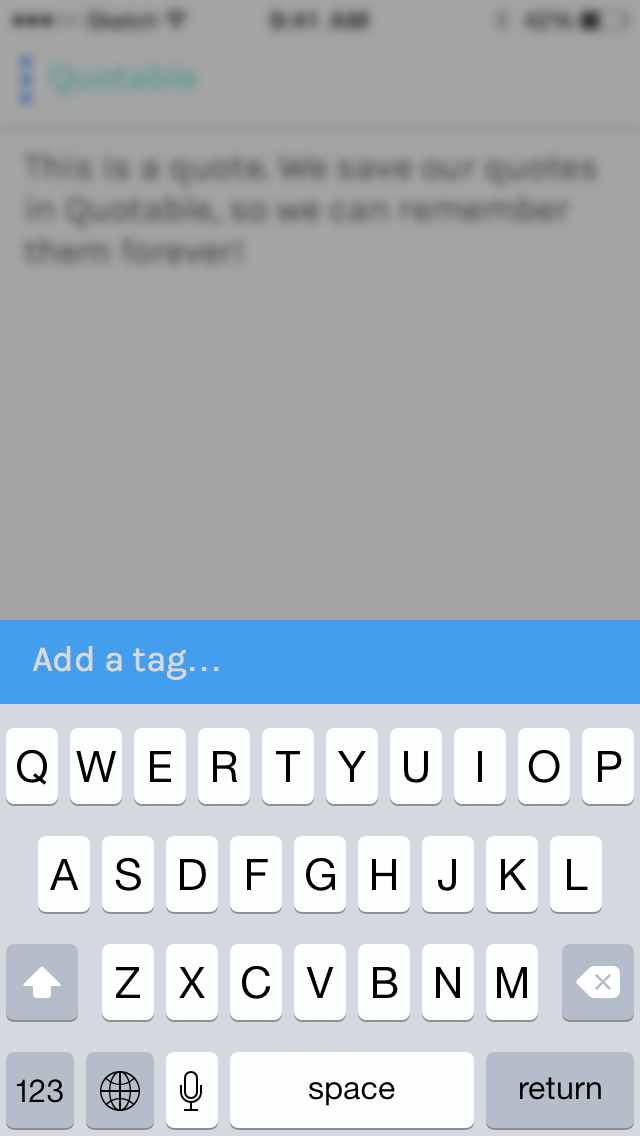 Sketch 9:41 AM 42%
Quotable
This is a quote. We save our quotes
in Quotable, so we can remember
them forever!
Add a tag...
Q W E R T Y U I O P
A S D F G H J K L
Z X C V B N M
123 space return